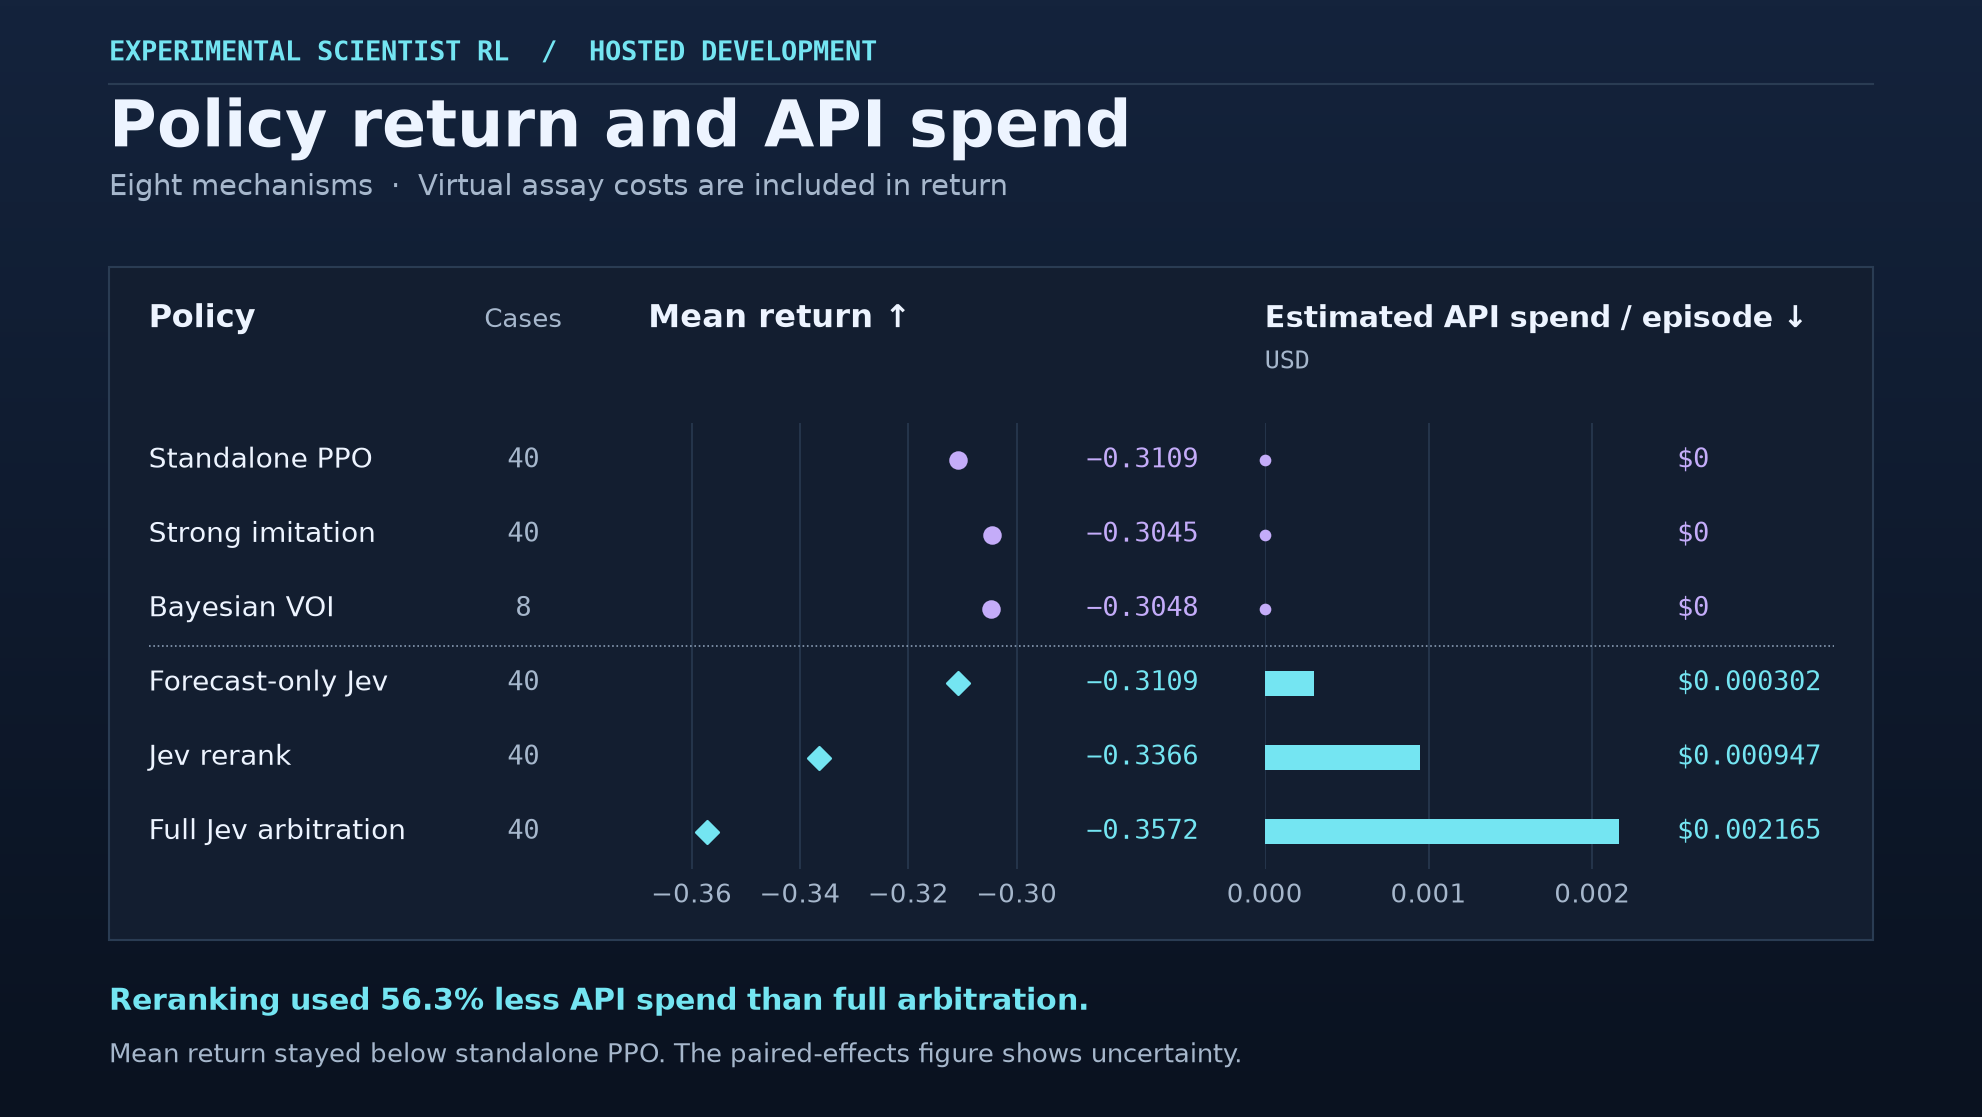 EXPERIMENTAL SCIENTIST RL / HOSTED DEVELOPMENT
Policy return and API spend
Eight mechanisms · Virtual assay costs are included in return
Policy Cases Mean return ↑ Estimated API spend / episode ↓
USD
Standalone PPO 40 −0.3109 $0
Strong imitation 40 −0.3045 $0
Bayesian VOI 8 −0.3048 $0
Forecast-only Jev 40 −0.3109 $0.000302
Jev rerank 40 −0.3366 $0.000947
Full Jev arbitration 40 −0.3572 $0.002165
−0.36 −0.34 −0.32 −0.30 0.000 0.001 0.002
Reranking used 56.3% less API spend than full arbitration.
Mean return stayed below standalone PPO. The paired-effects figure shows uncertainty.